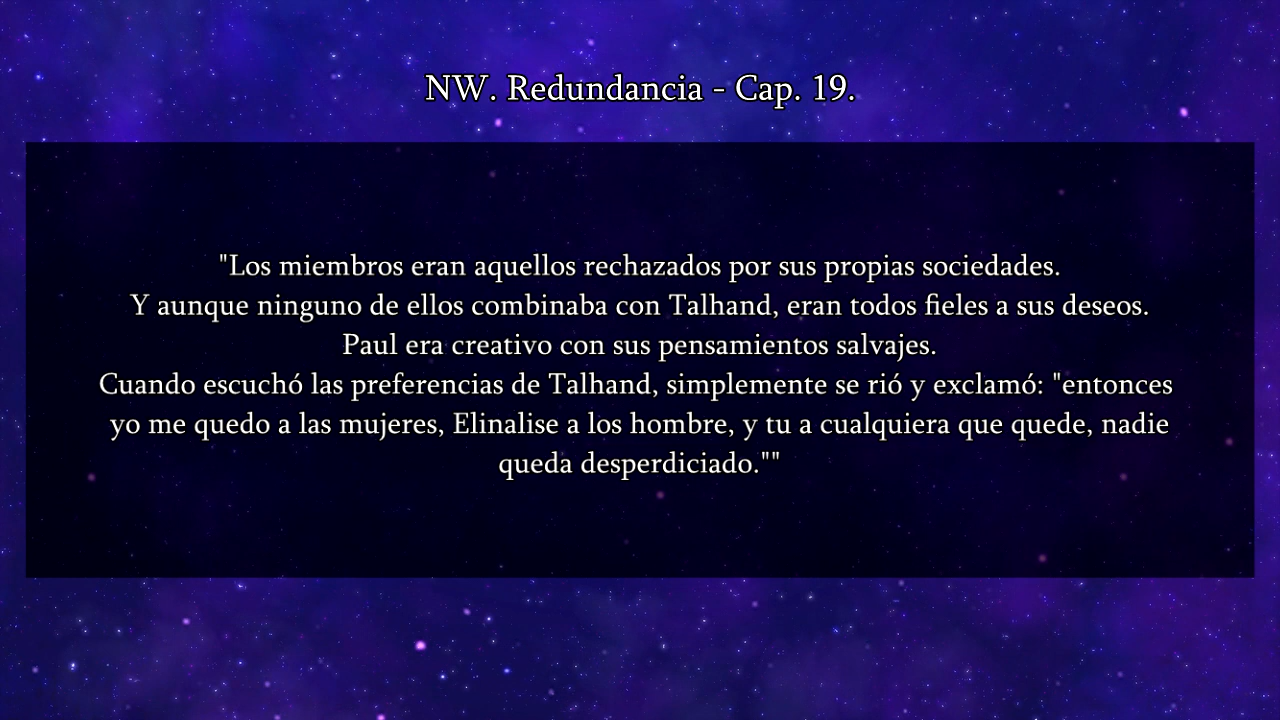 NW. Redundancia - Cap. 19.
"Los miembros eran aquellos rechazados por sus propias sociedades.
Y aunque ninguno de ellos combinaba con Talhand, eran todos fieles a sus deseos.
Paul era creativo con sus pensamientos salvajes.
Cuando escuchó las preferencias de Talhand, simplemente se rió y exclamó: "entonces
yo me quedo a las mujeres, Elinalise a los hombre, y tu a cualquiera que quede, nadie
queda desperdiciado.""